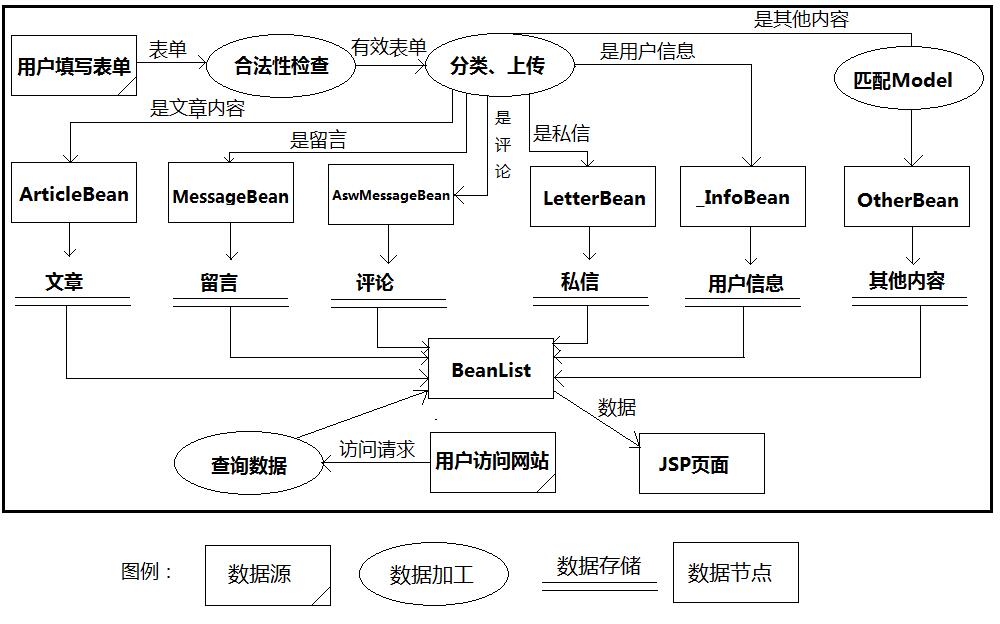 是其他内容
用户填写表单
表单
合法性检查
有效表单
分类、上传
是用户信息
匹配Model
是文章内容
是留言
是评论
是私信
ArticleBean
MessageBean
AswMessageBean
LetterBean
_InfoBean
OtherBean
文章
留言
评论
私信
用户信息
其他内容
BeanList
数据
查询数据
访问请求
用户访问网站
JSP页面
图例：
数据源
数据加工
数据存储
数据节点